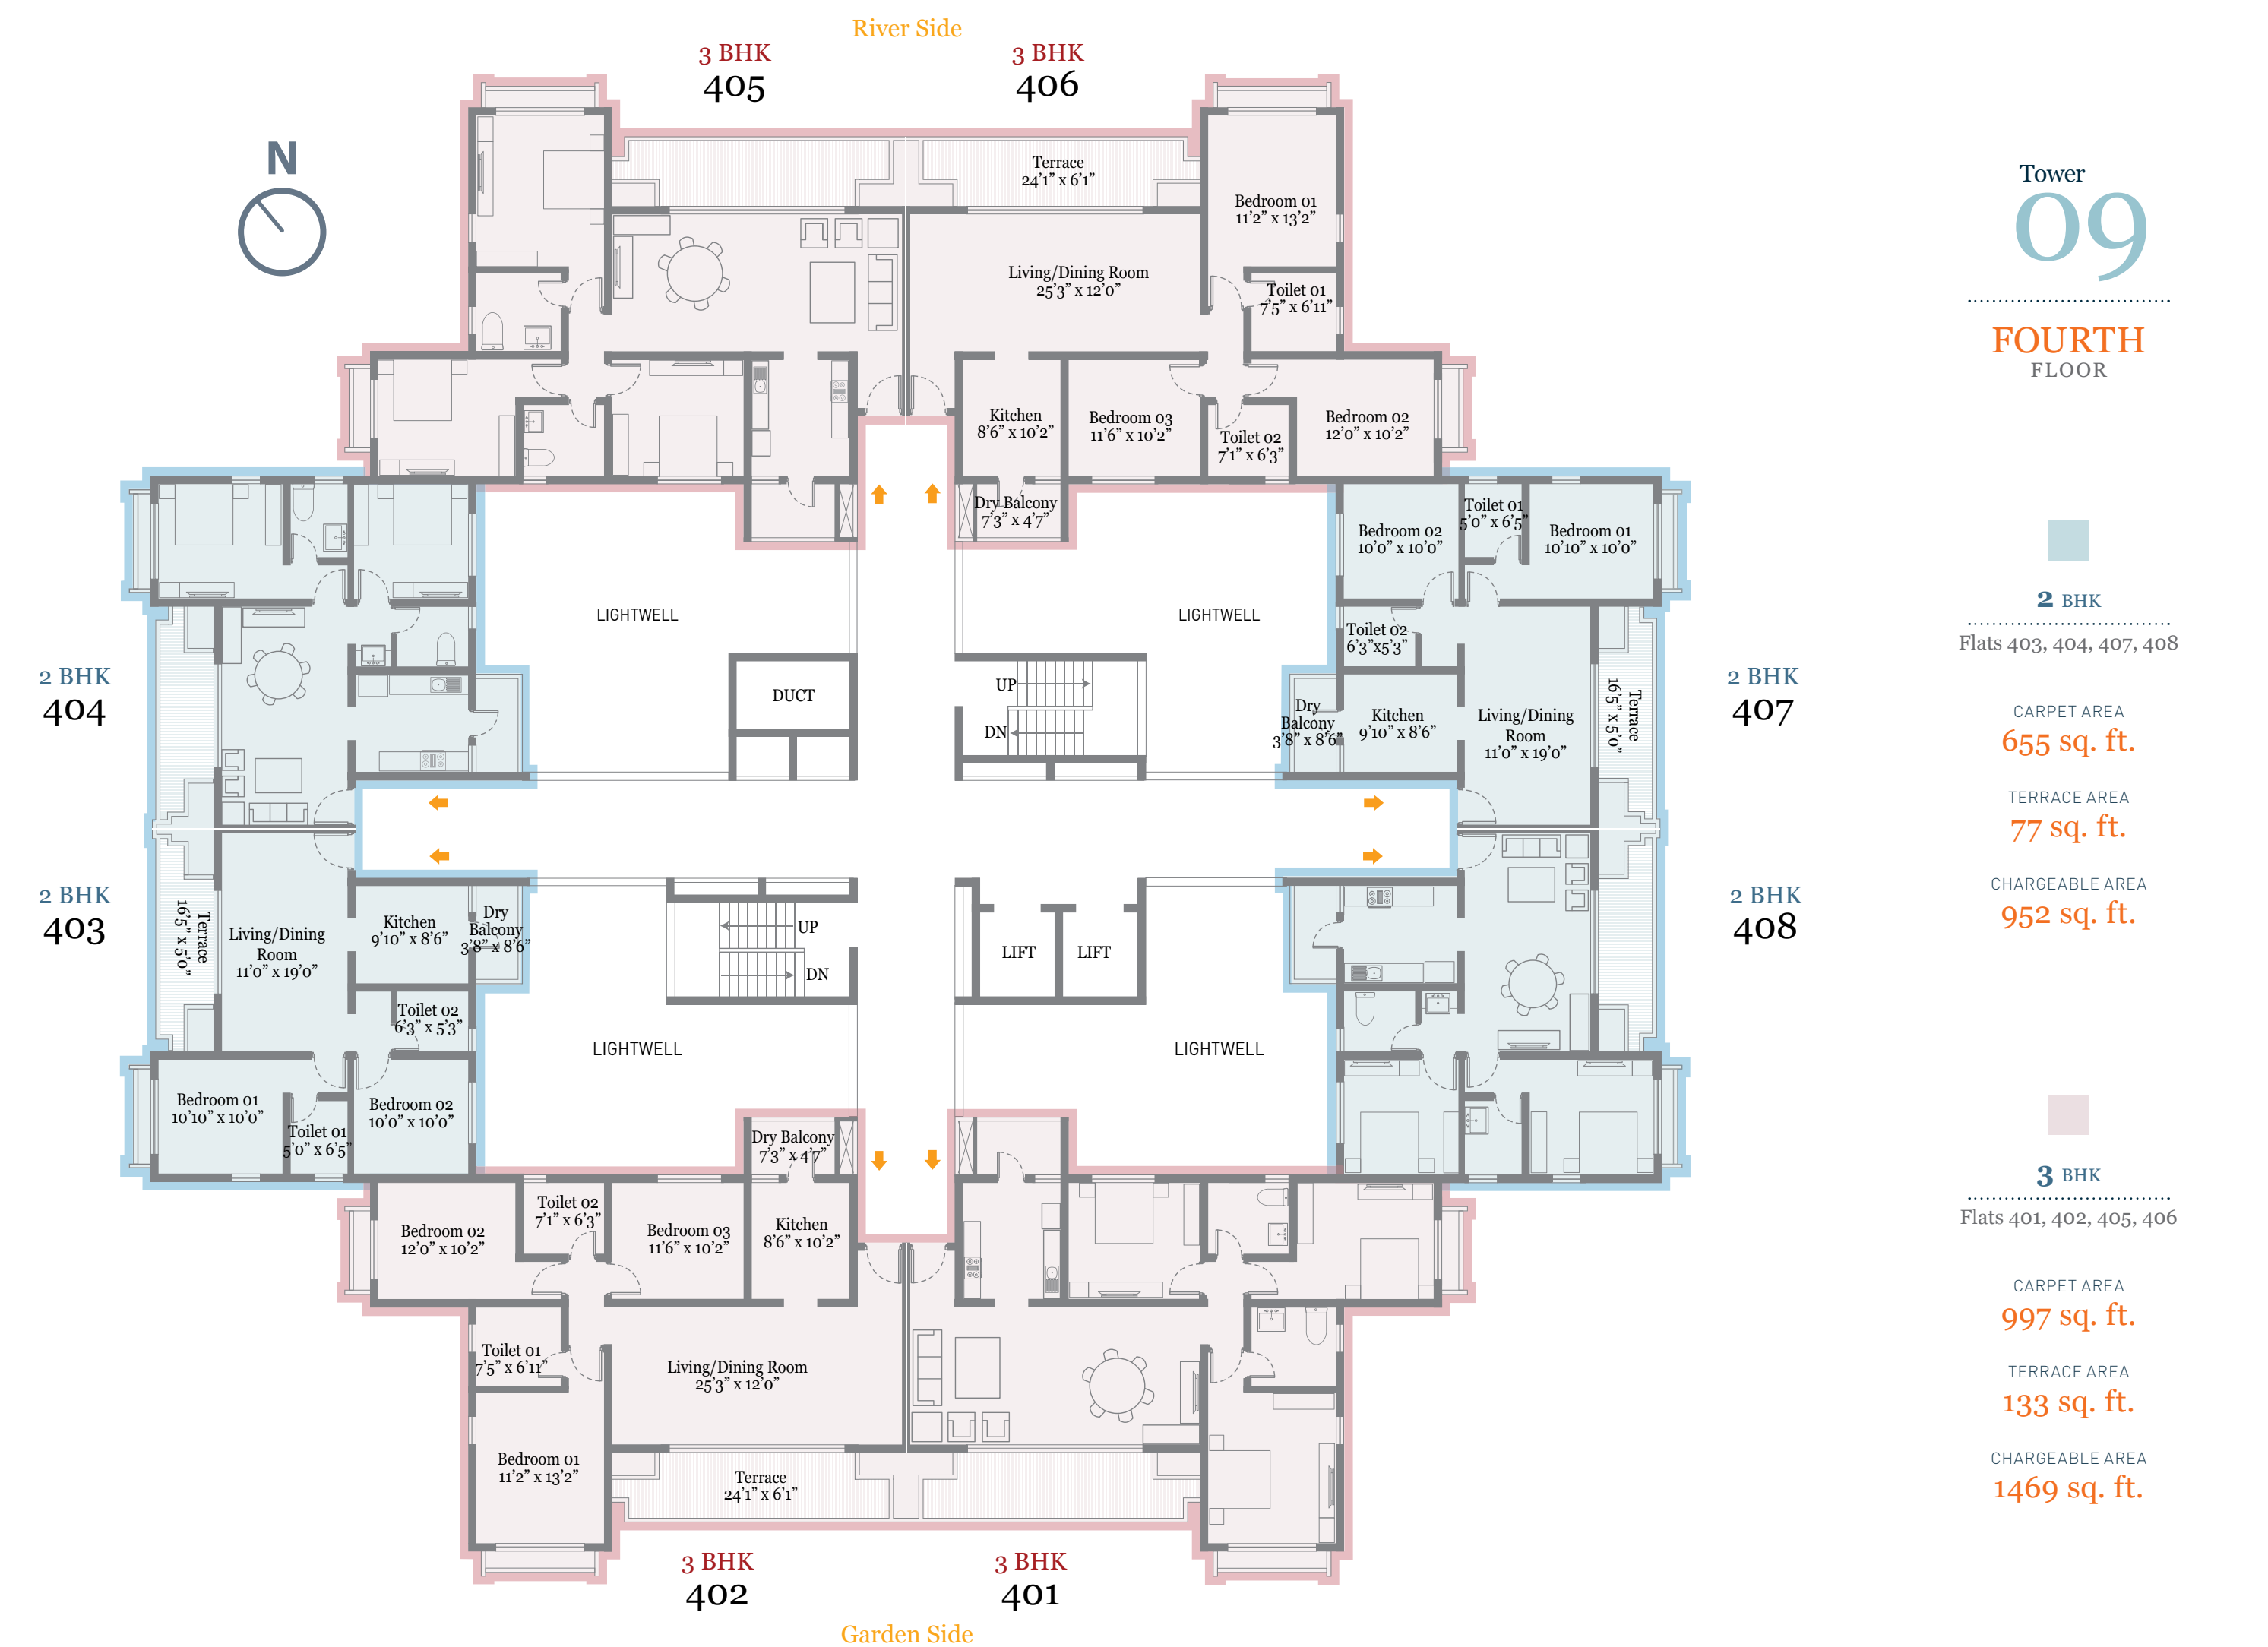 River Side
3 BHK
405
3 BHK
406
N
Terrace
24'1" x 6'1"
Bedroom 01
11'2" x 13'2"
Living/Dining Room
25'3" x 12'0"
Toilet 01
7'5" x 6'11"
Kitchen
8'6" x 10'2"
Bedroom 03
11'6" x 10'2"
Toilet 02
7'1" x 6'3"
Bedroom 02
12'0" x 10'2"
Dry Balcony
7'3" x 4'7"
Bedroom 02
10'0" x 10'0"
Toilet 01
5'0" x 6'5"
Bedroom 01
10'10" x 10'0"
LIGHTWELL
LIGHTWELL
Toilet 02
6'3"x5'3"
2 BHK
404
DUCT
UP
DN
Dry
Balcony
3'8" x 8'6"
Kitchen
9'10" x 8'6"
Living/Dining
Room
11'0" x 19'0"
Terrace
16'5" x 5'0"
2 BHK
407
2 BHK
403
Terrace
16'5" x 5'0"
Living/Dining
Room
11'0" x 19'0"
Kitchen
9'10" x 8'6"
Dry
Balcony
3'8" x 8'6"
UP
DN
LIFT
LIFT
2 BHK
408
Toilet 02
6'3" x 5'3"
LIGHTWELL
LIGHTWELL
Bedroom 01
10'10" x 10'0"
Toilet 01
5'0" x 6'5"
Bedroom 02
10'0" x 10'0"
Dry Balcony
7'3" x 4'7"
Bedroom 02
12'0" x 10'2"
Toilet 02
7'1" x 6'3"
Bedroom 03
11'6" x 10'2"
Kitchen
8'6" x 10'2"
Toilet 01
7'5" x 6'11"
Living/Dining Room
25'3" x 12'0"
Bedroom 01
11'2" x 13'2"
Terrace
24'1" x 6'1"
3 BHK
402
3 BHK
401
Garden Side
Tower
09
FOURTH
FLOOR
2 BHK
Flats 403, 404, 407, 408
CARPET AREA
655 sq. ft.
TERRACE AREA
77 sq. ft.
CHARGEABLE AREA
952 sq. ft.
3 BHK
Flats 401, 402, 405, 406
CARPET AREA
997 sq. ft.
TERRACE AREA
133 sq. ft.
CHARGEABLE AREA
1469 sq. ft.